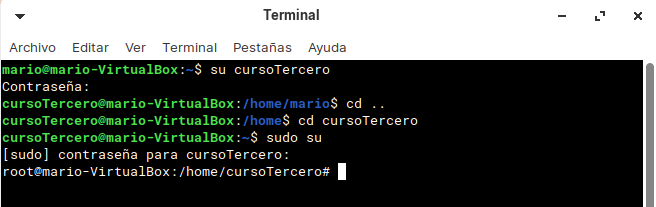 Terminal
Archivo Editar Ver Terminal Pestañas Ayuda
mario@mario-VirtualBox:~$ su cursoTercero
Contraseña:
cursoTercero@mario-VirtualBox:/home/mario$ cd ..
cursoTercero@mario-VirtualBox:/home$ cd cursoTercero
cursoTercero@mario-VirtualBox:~$ sudo su
[sudo] contraseña para cursoTercero:
root@mario-VirtualBox:/home/cursoTercero#